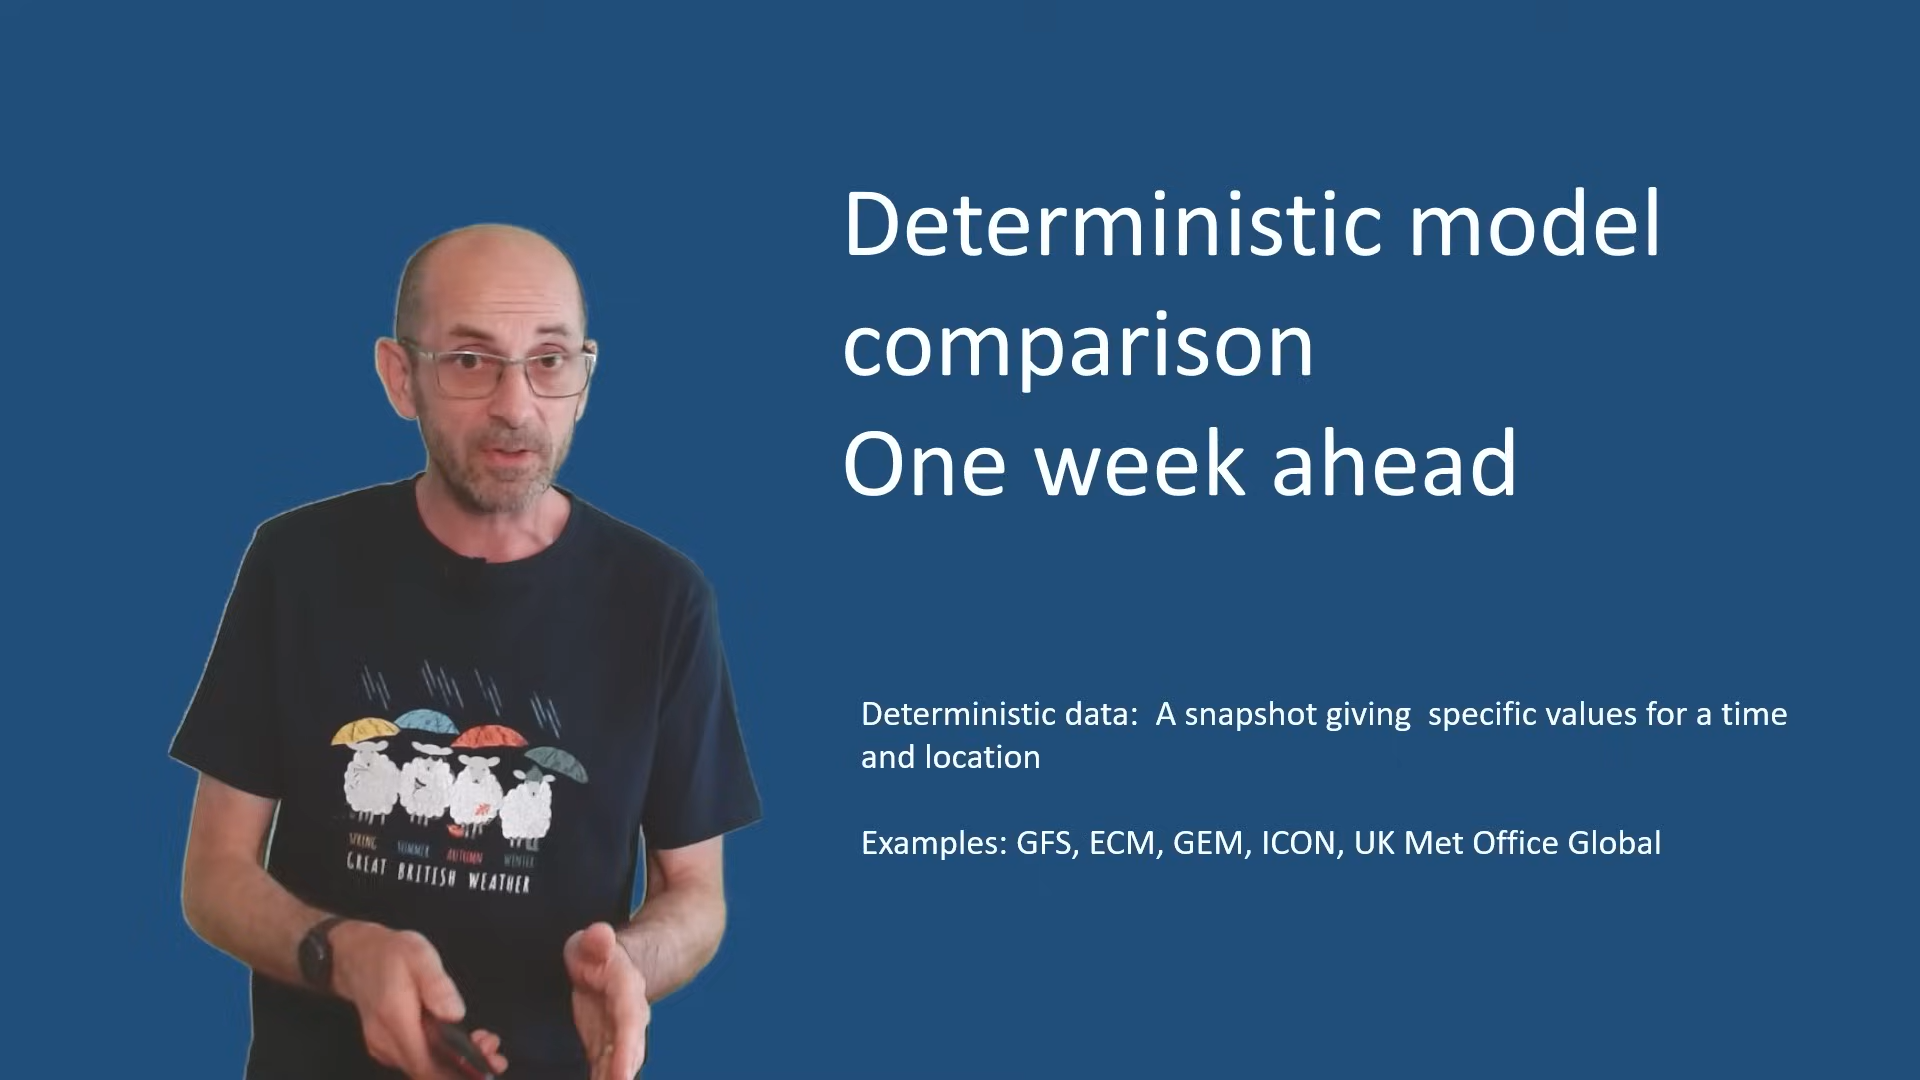 Deterministic model
comparison
One week ahead
Deterministic data:  A snapshot giving  specific values for a time
and location
Examples: GFS, ECM, GEM, ICON, UK Met Office Global
SPRING SUMMER AUTUMN WINTER
GREAT BRITISH WEATHER